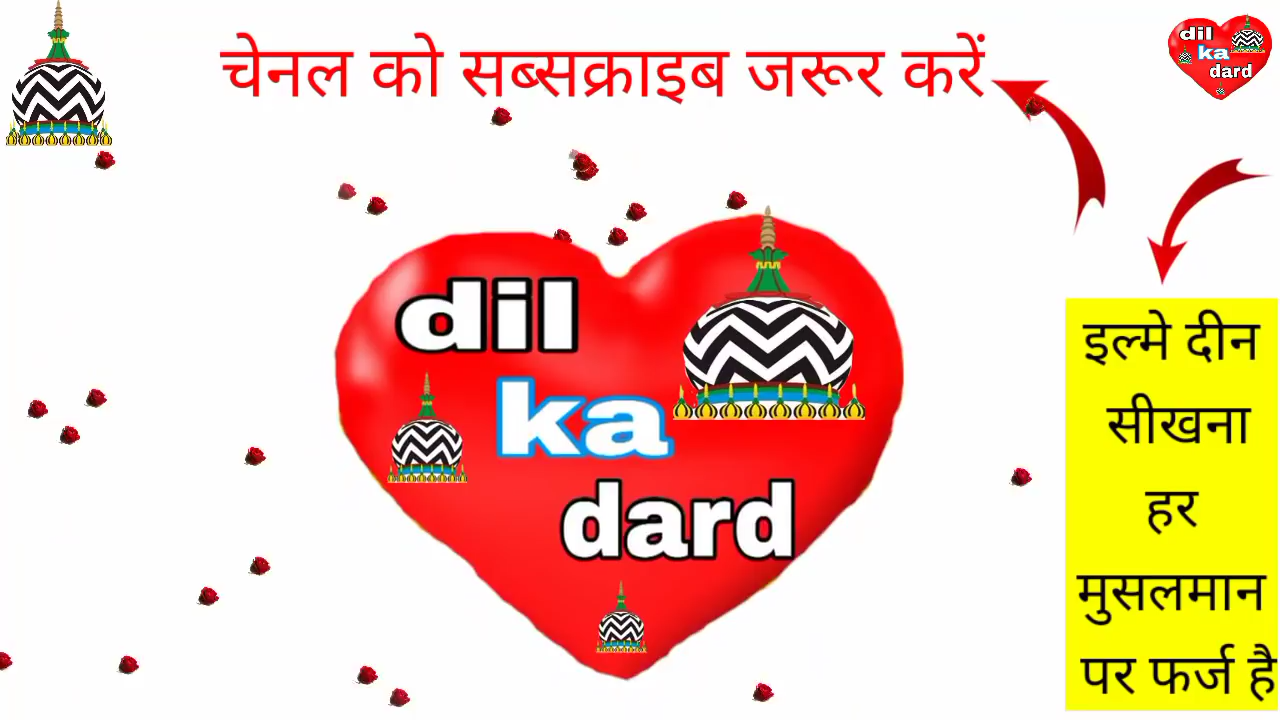 चेनल को सब्सक्राइब जरूर करें
dil
ka
dard
dil
ka
dard
इल्मे दीन
सीखना
हर
मुसलमान
पर फर्ज है